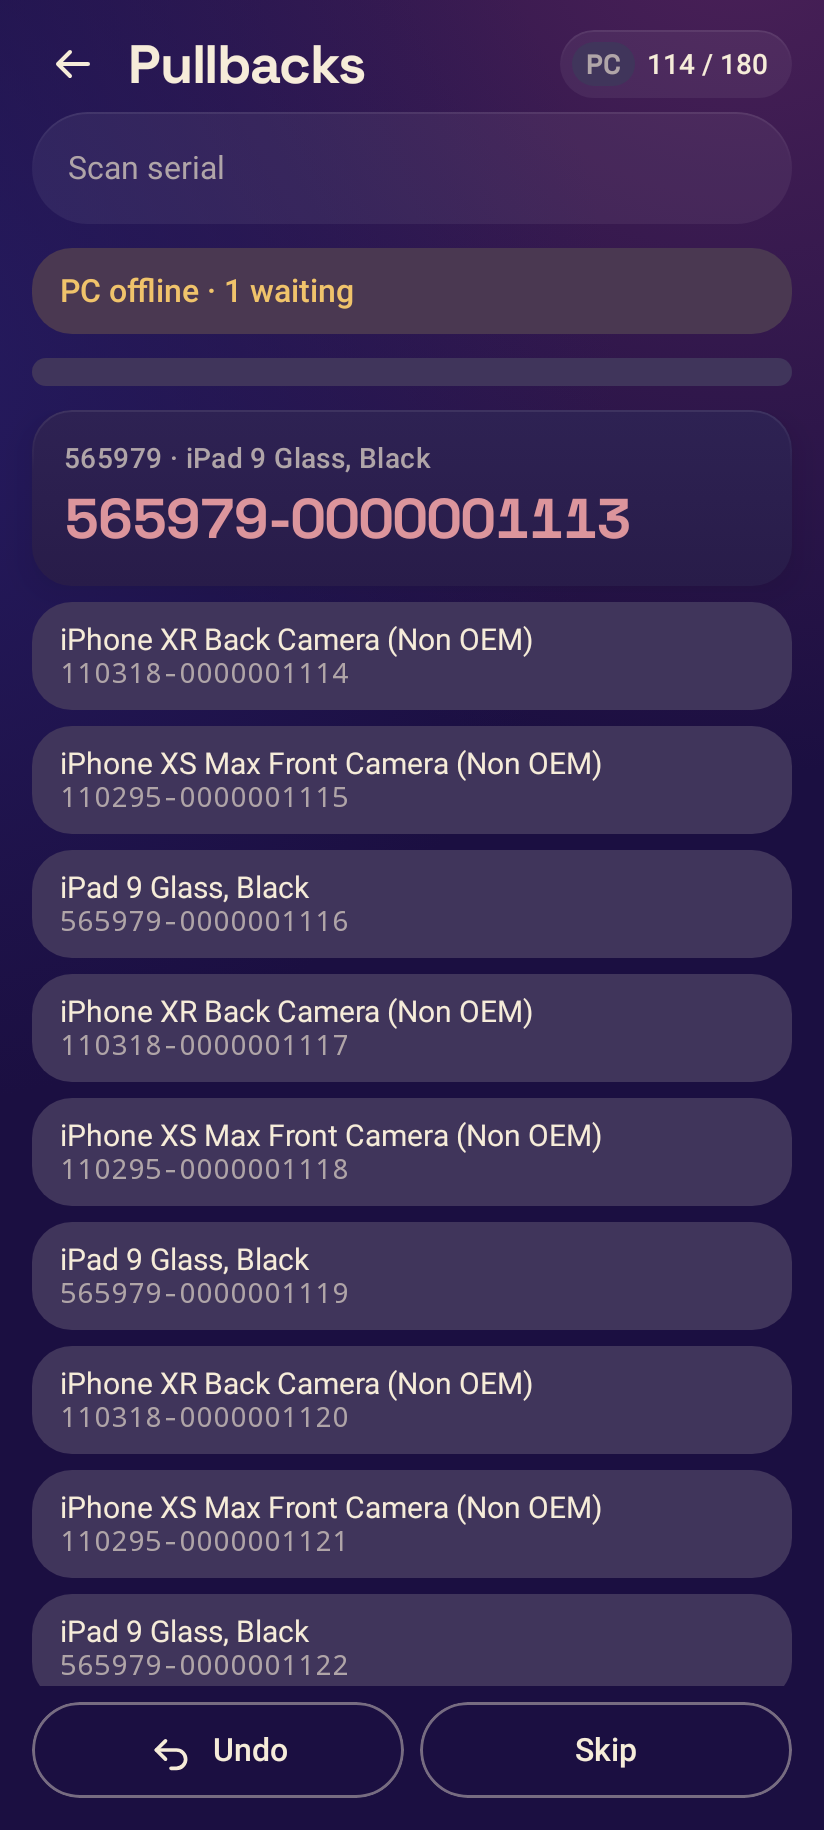 Pullbacks
PC 114 / 180
Scan serial
PC offline · 1 waiting
565979 · iPad 9 Glass, Black
565979-0000001113
iPhone XR Back Camera (Non OEM)
110318-0000001114
iPhone XS Max Front Camera (Non OEM)
110295-0000001115
iPad 9 Glass, Black
565979-0000001116
iPhone XR Back Camera (Non OEM)
110318-0000001117
iPhone XS Max Front Camera (Non OEM)
110295-0000001118
iPad 9 Glass, Black
565979-0000001119
iPhone XR Back Camera (Non OEM)
110318-0000001120
iPhone XS Max Front Camera (Non OEM)
110295-0000001121
iPad 9 Glass, Black
565979-0000001122
Undo
Skip